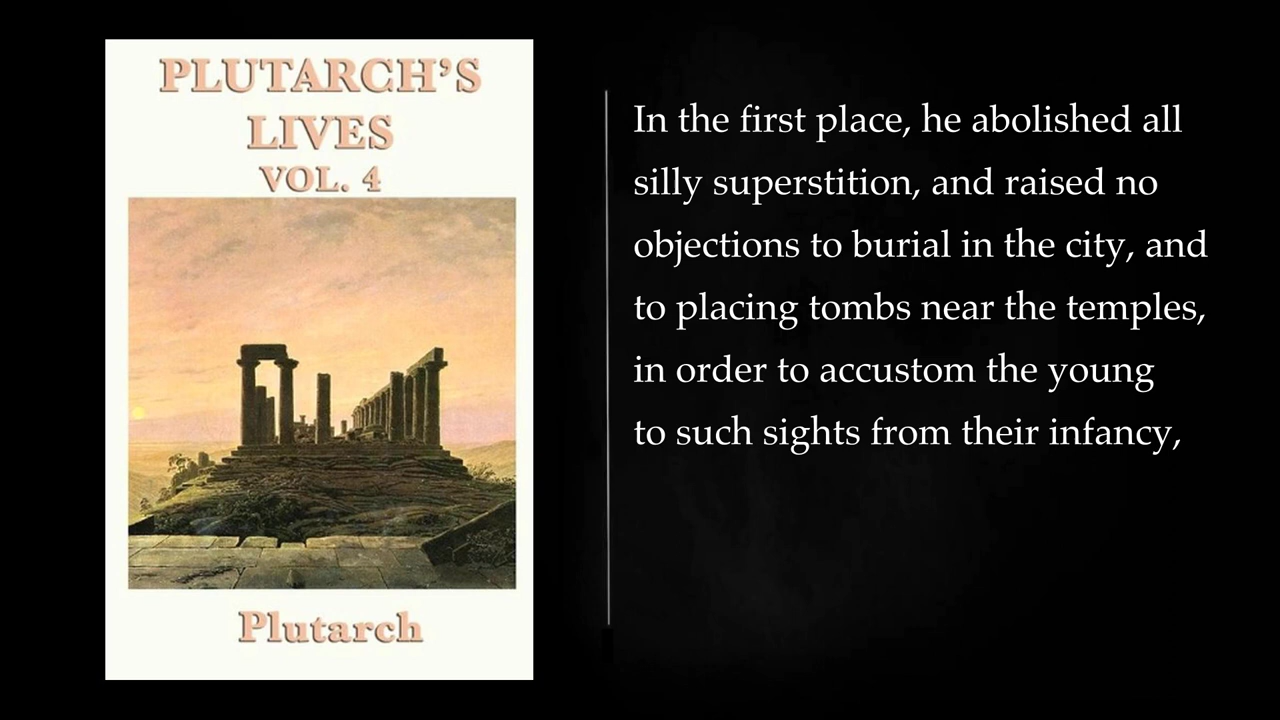 PLUTARCH'S
LIVES
VOL. 4
Plutarch
In the first place, he abolished all
silly superstition, and raised no
objections to burial in the city, and
to placing tombs near the temples,
in order to accustom the young
to such sights from their infancy,